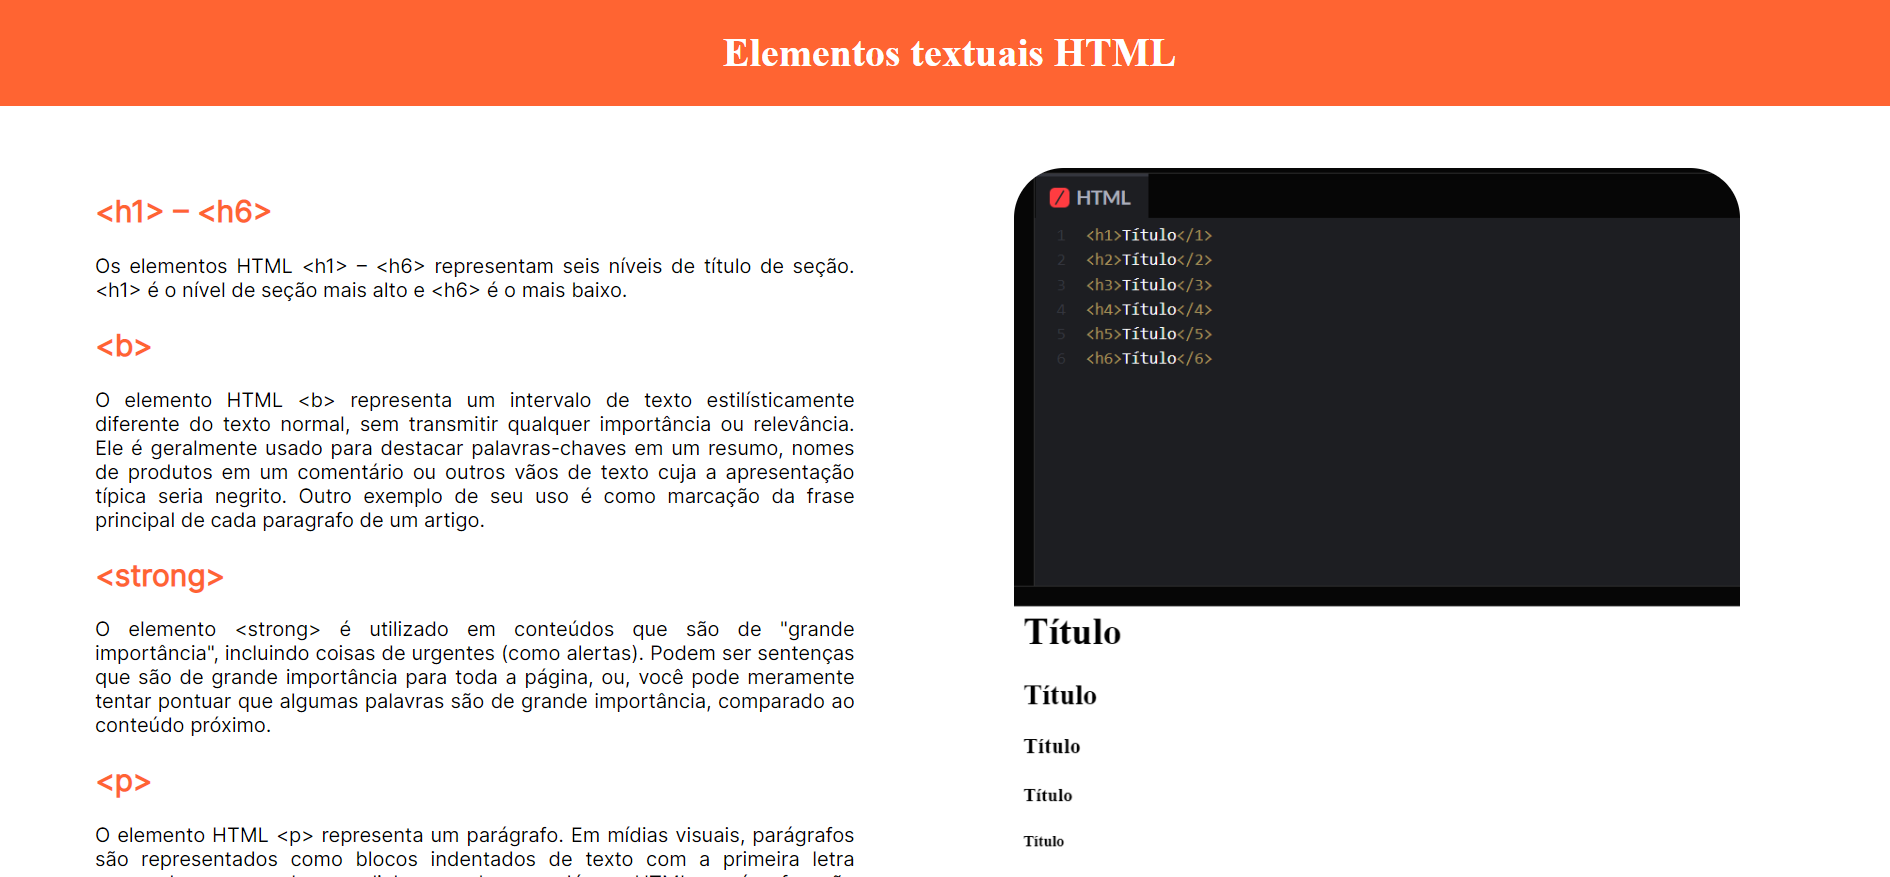 Elementos textuais HTML
<h1> – <h6>
Os elementos HTML <h1> – <h6> representam seis níveis de título de seção.
<h1> é o nível de seção mais alto e <h6> é o mais baixo.
<b>
O elemento HTML <b> representa um intervalo de texto estilísticamente
diferente do texto normal, sem transmitir qualquer importância ou relevância.
Ele é geralmente usado para destacar palavras-chaves em um resumo, nomes
de produtos em um comentário ou outros vãos de texto cuja a apresentação
típica seria negrito. Outro exemplo de seu uso é como marcação da frase
principal de cada paragrafo de um artigo.
<strong>
O elemento <strong> é utilizado em conteúdos que são de "grande
importância", incluindo coisas de urgentes (como alertas). Podem ser sentenças
que são de grande importância para toda a página, ou, você pode meramente
tentar pontuar que algumas palavras são de grande importância, comparado ao
conteúdo próximo.
<p>
O elemento HTML <p> representa um parágrafo. Em mídias visuais, parágrafos
são representados como blocos indentados de texto com a primeira letra
HTML
1 <h1>Título</1>
2 <h2>Título</2>
3 <h3>Título</3>
4 <h4>Título</4>
5 <h5>Título</5>
6 <h6>Título</6>
Título
Título
Título
Título
Título